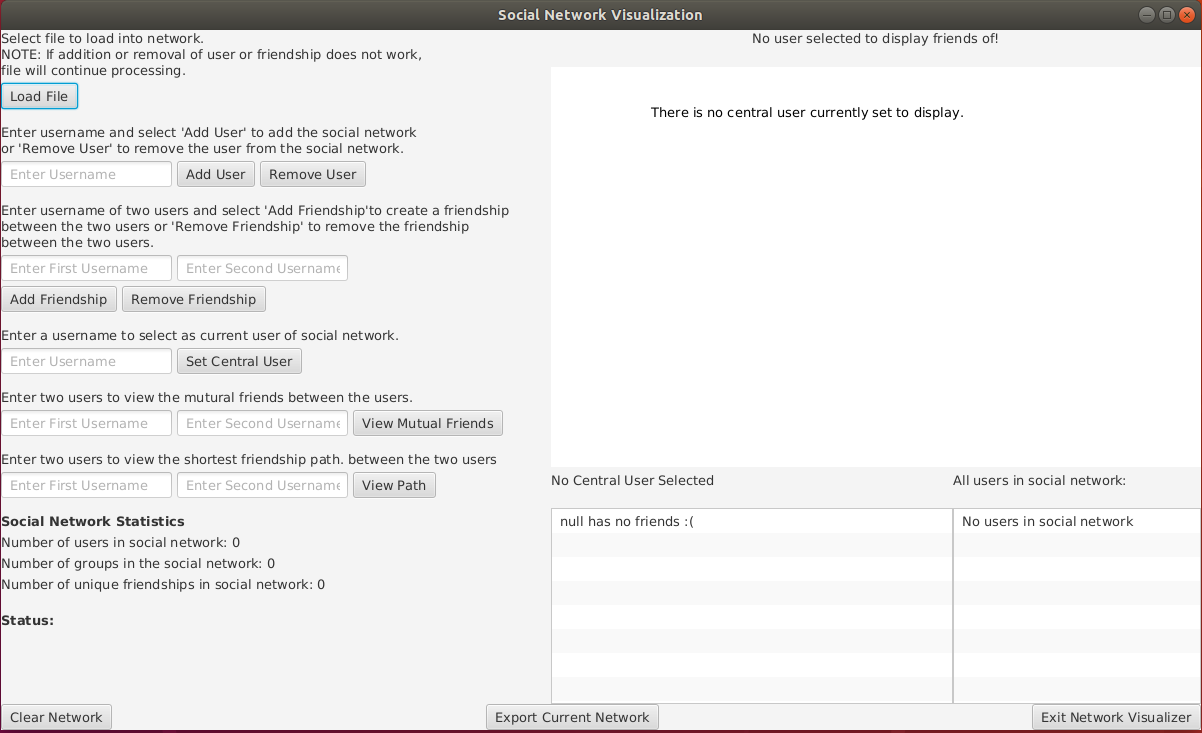 Social Network Visualization
Select file to load into network.
NOTE: If addition or removal of user or friendship does not work,
file will continue processing.
Load File
Enter username and select 'Add User' to add the social network
or 'Remove User' to remove the user from the social network.
Enter Username Add User Remove User
Enter username of two users and select 'Add Friendship'to create a friendship
between the two users or 'Remove Friendship' to remove the friendship
between the two users.
Enter First Username Enter Second Username
Add Friendship Remove Friendship
Enter a username to select as current user of social network.
Enter Username Set Central User
Enter two users to view the mutural friends between the users.
Enter First Username Enter Second Username View Mutual Friends
Enter two users to view the shortest friendship path. between the two users
Enter First Username Enter Second Username View Path
Social Network Statistics
Number of users in social network: 0
Number of groups in the social network: 0
Number of unique friendships in social network: 0
Status:
No user selected to display friends of!
There is no central user currently set to display.
No Central User Selected
null has no friends :(
All users in social network:
No users in social network
Clear Network
Export Current Network
Exit Network Visualizer